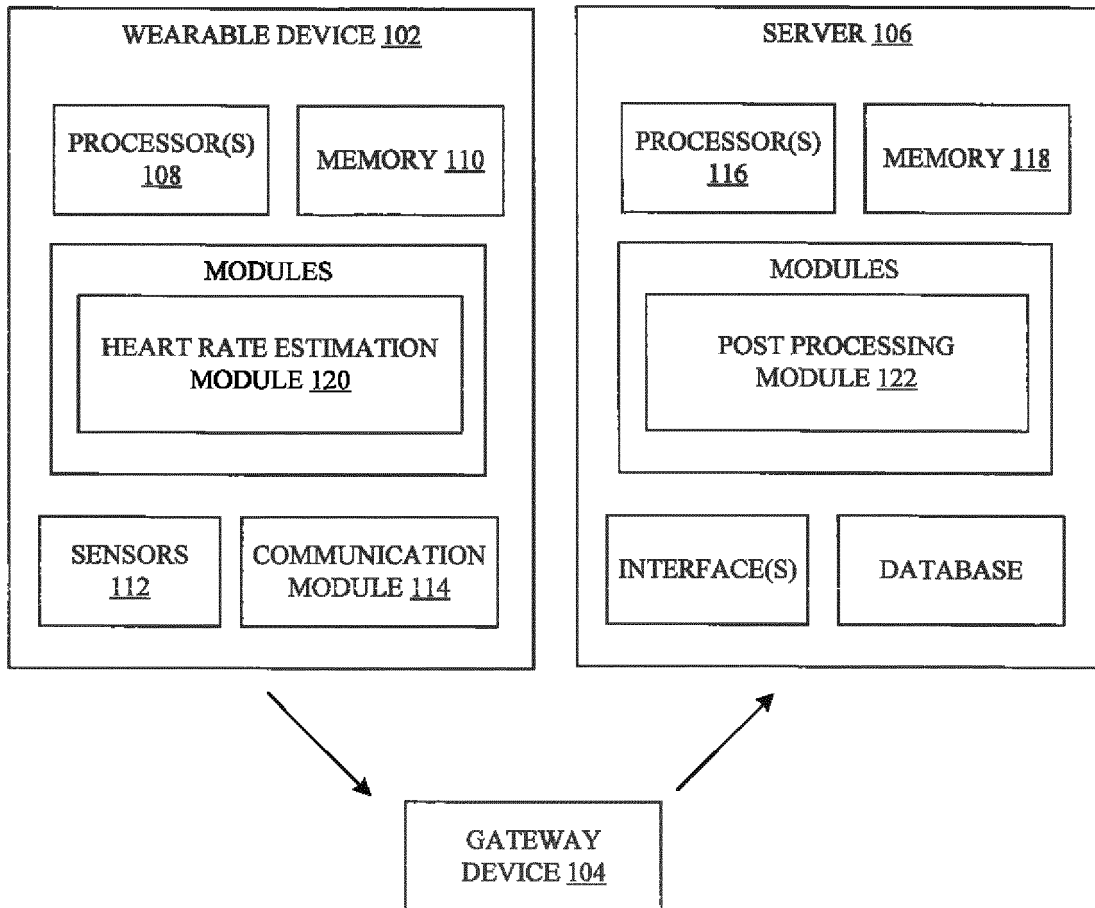 WEARABLE DEVICE 102
PROCESSOR(S)
108
MEMORY 110
MODULES
HEART RATE ESTIMATION
MODULE 120
SENSORS
112
COMMUNICATION
MODULE 114
SERVER 106
PROCESSOR(S)
116
MEMORY 118
MODULES
POST PROCESSING
MODULE 122
INTERFACE(S)
DATABASE
GATEWAY
DEVICE 104